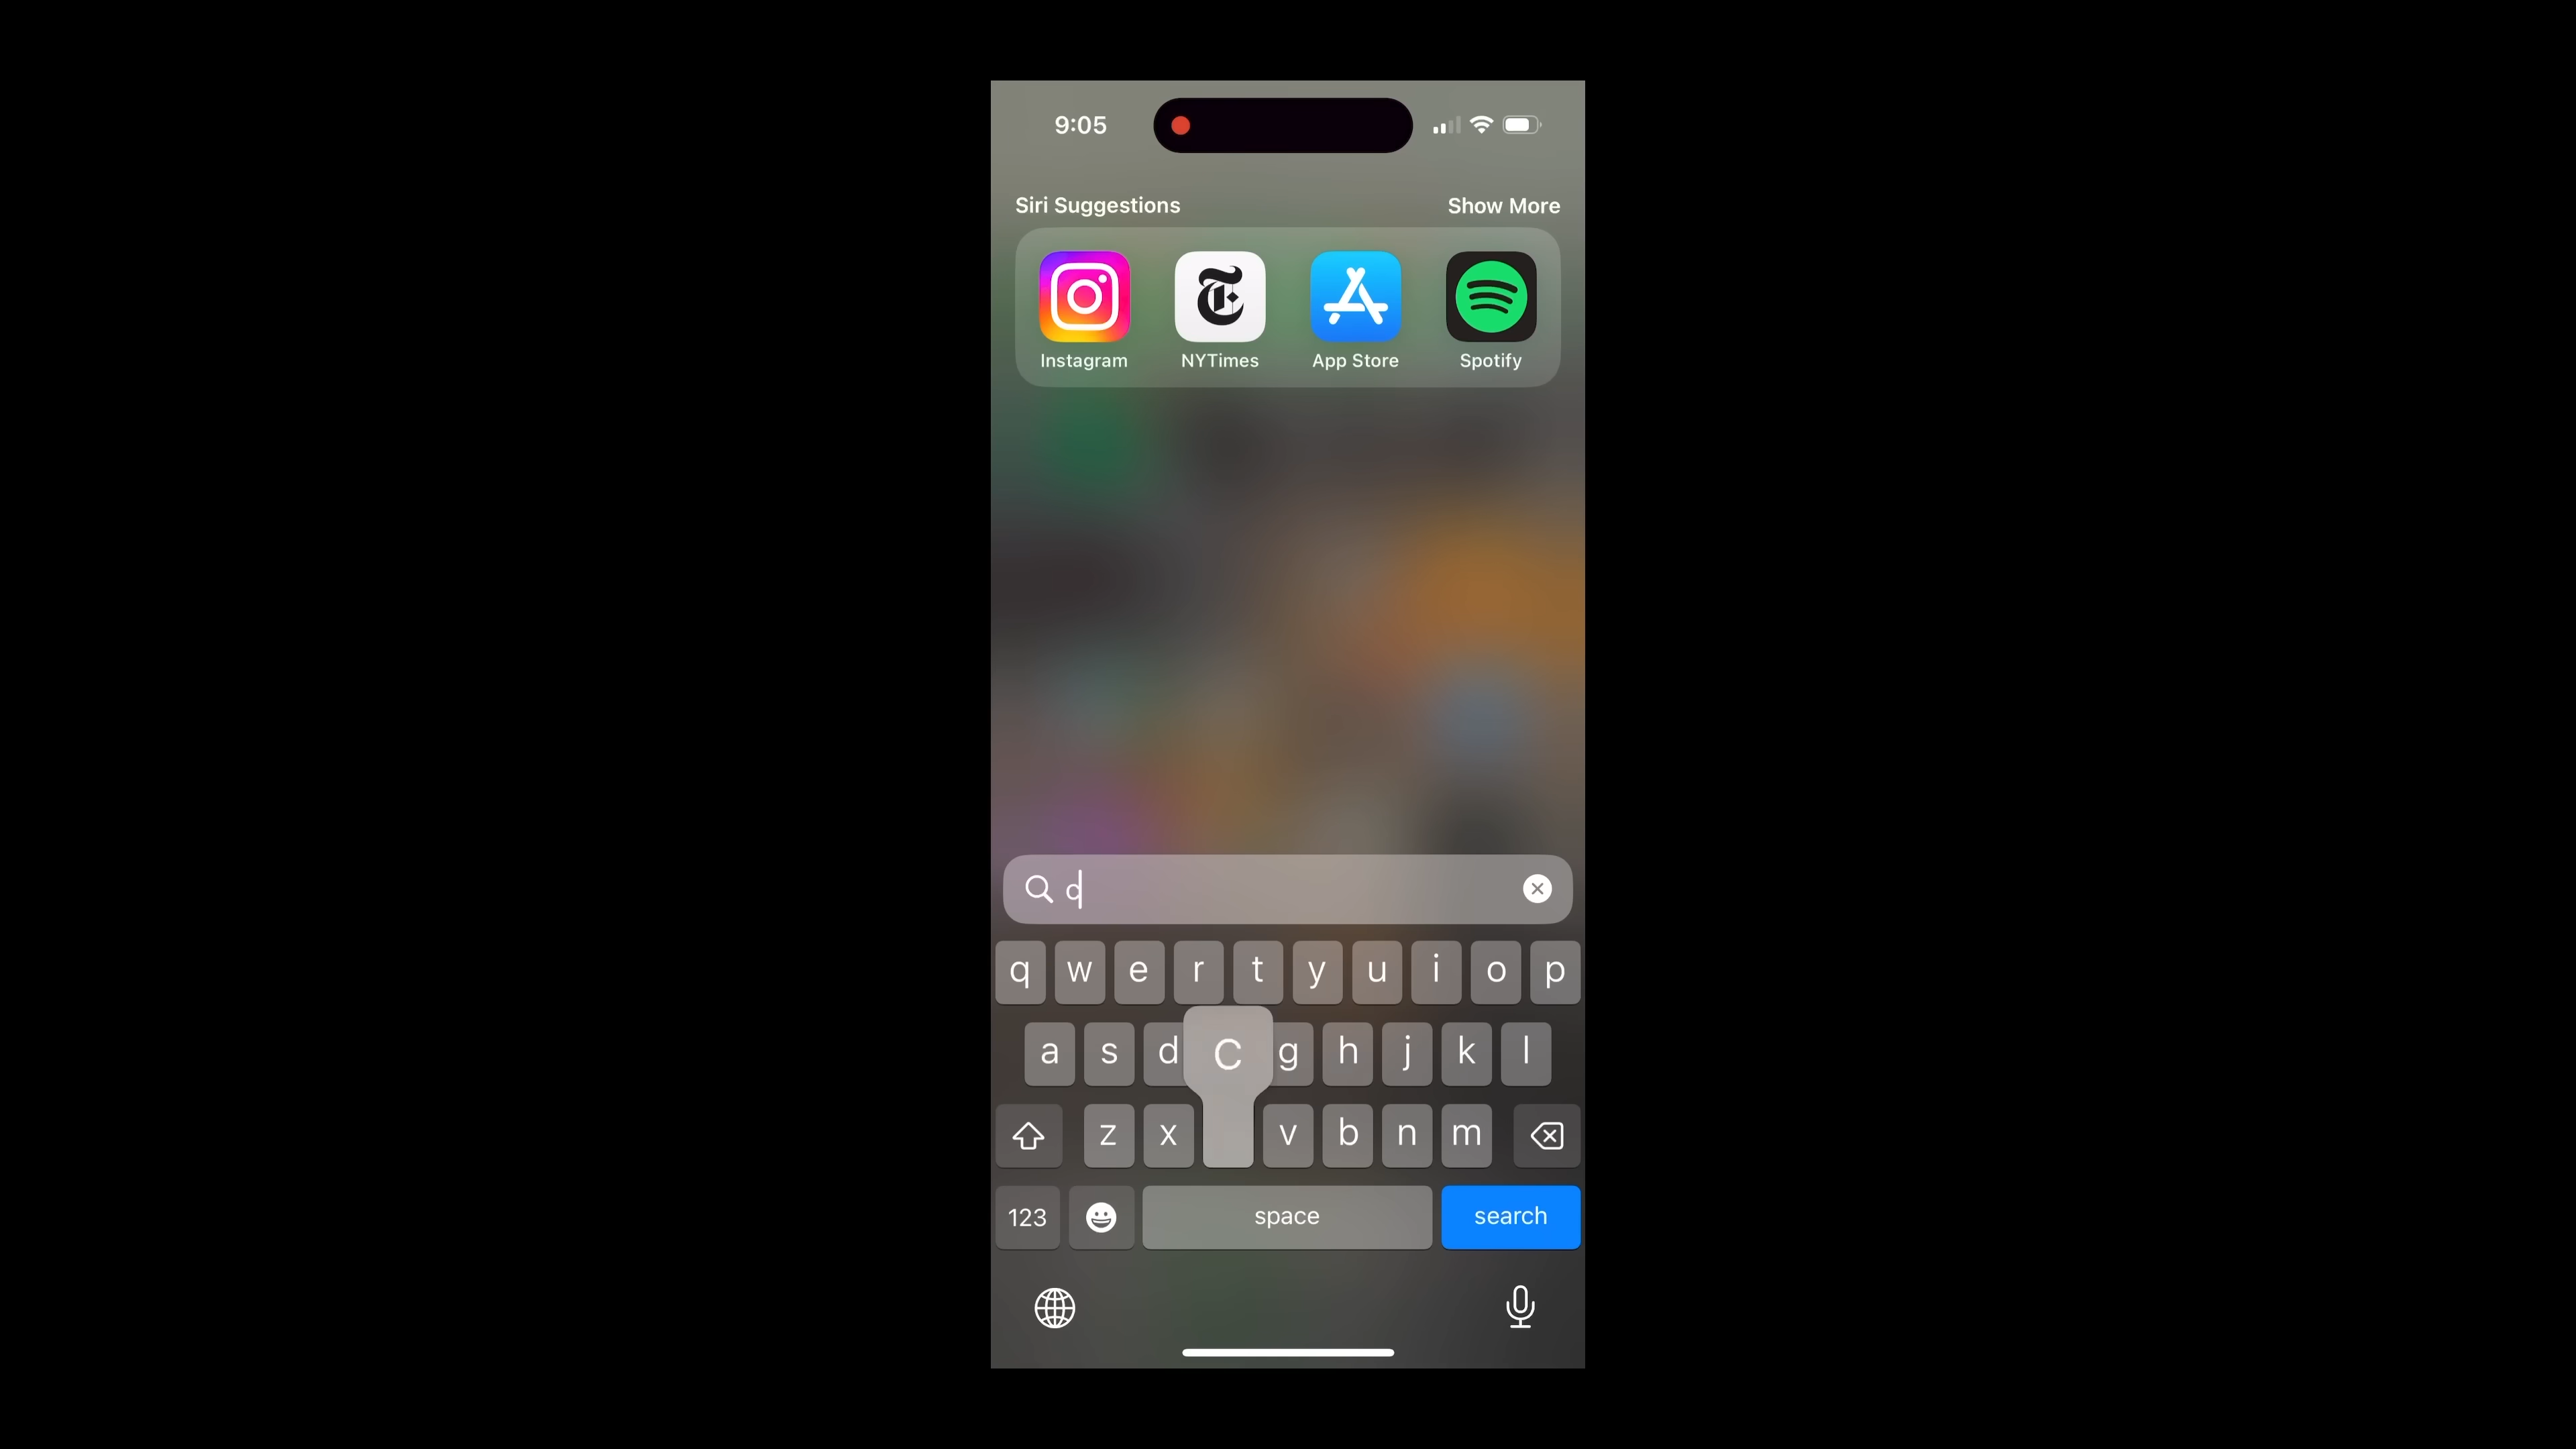 9:05
Siri Suggestions Show More
Instagram NYTimes App Store Spotify
c
q w e r t y u i o p
a s d C g h j k l
z x v b n m
123 space search